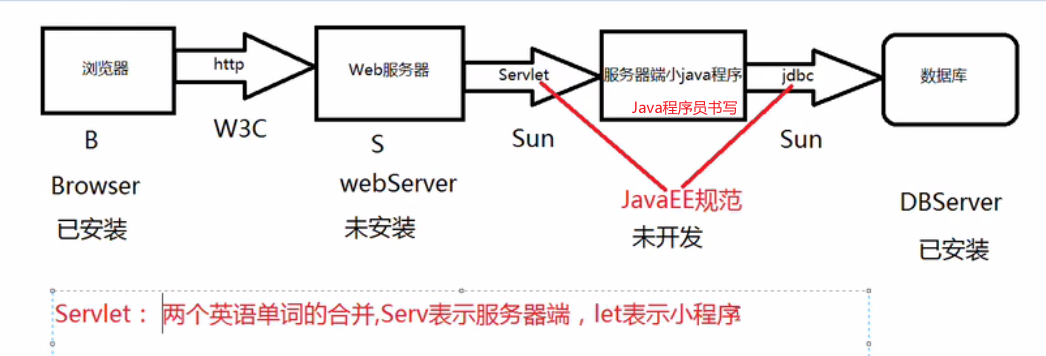 浏览器
http
Web服务器
Servlet
服务器端小java程序
Java程序员书写
jdbc
数据库
B
W3C
S
Sun
Sun
Browser
webServer
JavaEE规范
DBServer
已安装
未安装
未开发
已安装
Servlet： 两个英语单词的合并,Serv表示服务器端，let表示小程序